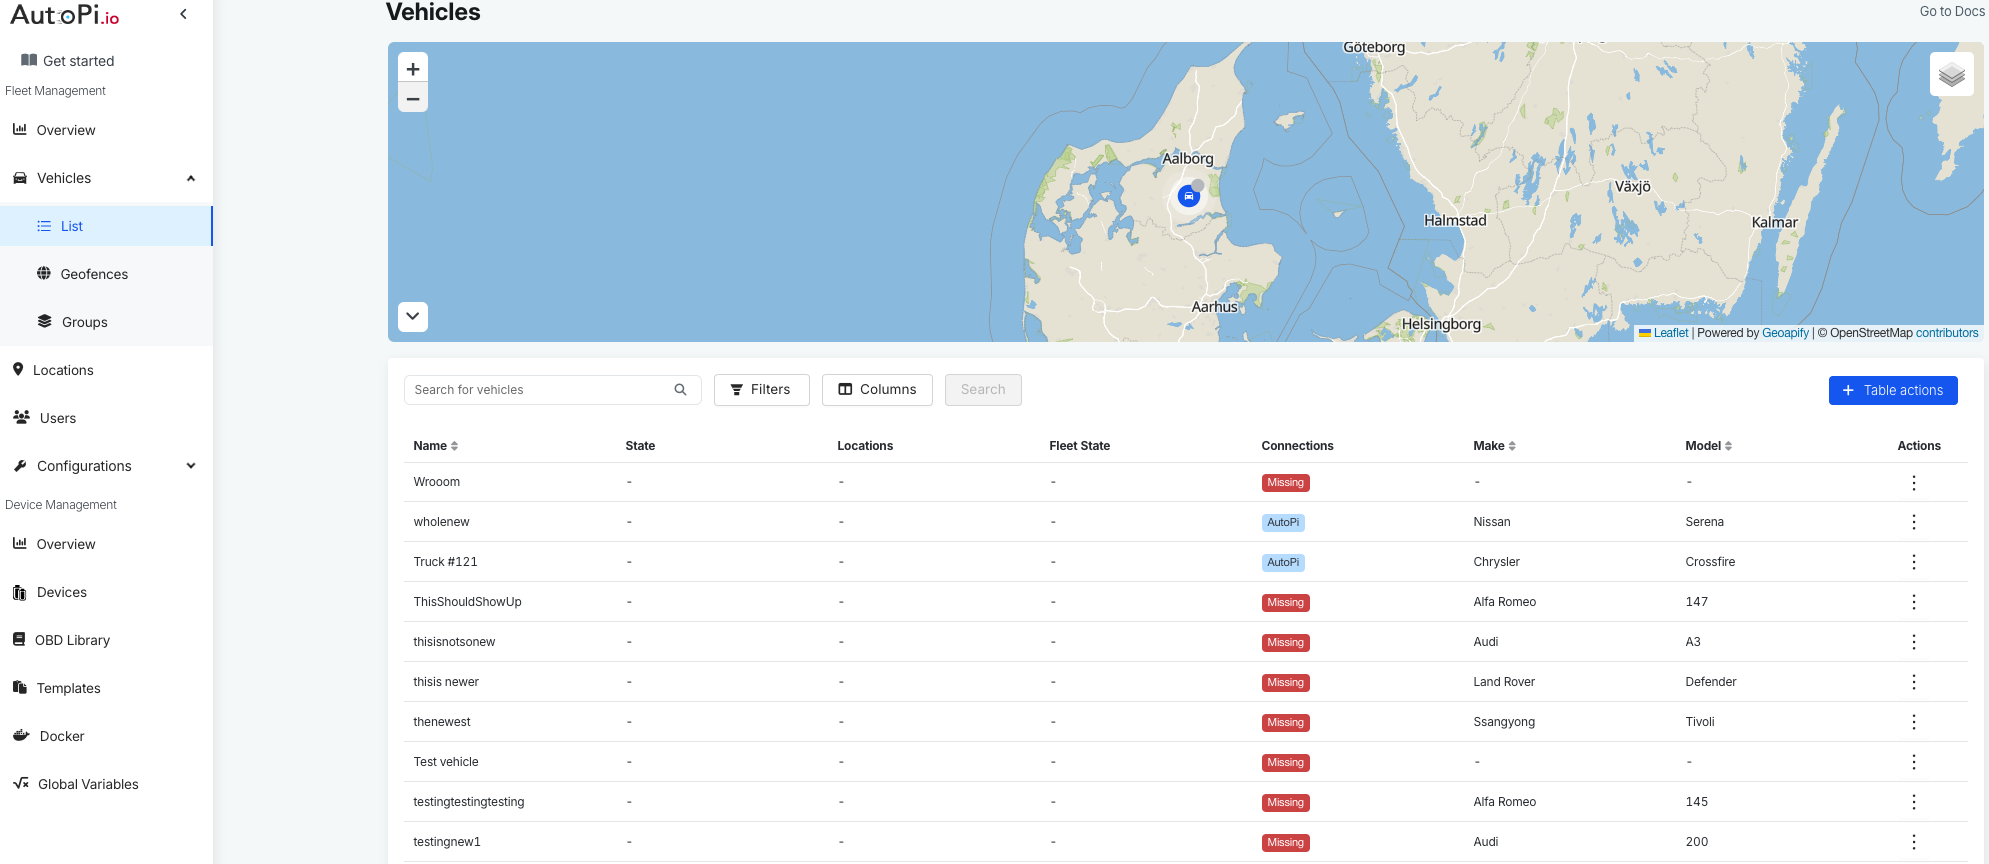 AutoPi.io
Get started
Fleet Management
Overview
Vehicles
List
Geofences
Groups
Locations
Users
Configurations
Device Management
Overview
Devices
OBD Library
Templates
Docker
Global Variables
Vehicles
Go to Docs
+
−
Göteborg
Aalborg
Växjö
Halmstad
Kalmar
Aarhus
Helsingborg
Leaflet | Powered by Geoapify | © OpenStreetMap contributors
Search for vehicles
Filters
Columns
Search
+ Table actions
Name State Locations Fleet State Connections Make Model Actions
Wrooom - - - Missing - -
wholenew - - - AutoPi Nissan Serena
Truck #121 - - - AutoPi Chrysler Crossfire
ThisShouldShowUp - - - Missing Alfa Romeo 147
thisisnotsonew - - - Missing Audi A3
thisis newer - - - Missing Land Rover Defender
thenewest - - - Missing Ssangyong Tivoli
Test vehicle - - - Missing - -
testingtestingtesting - - - Missing Alfa Romeo 145
testingnew1 - - - Missing Audi 200